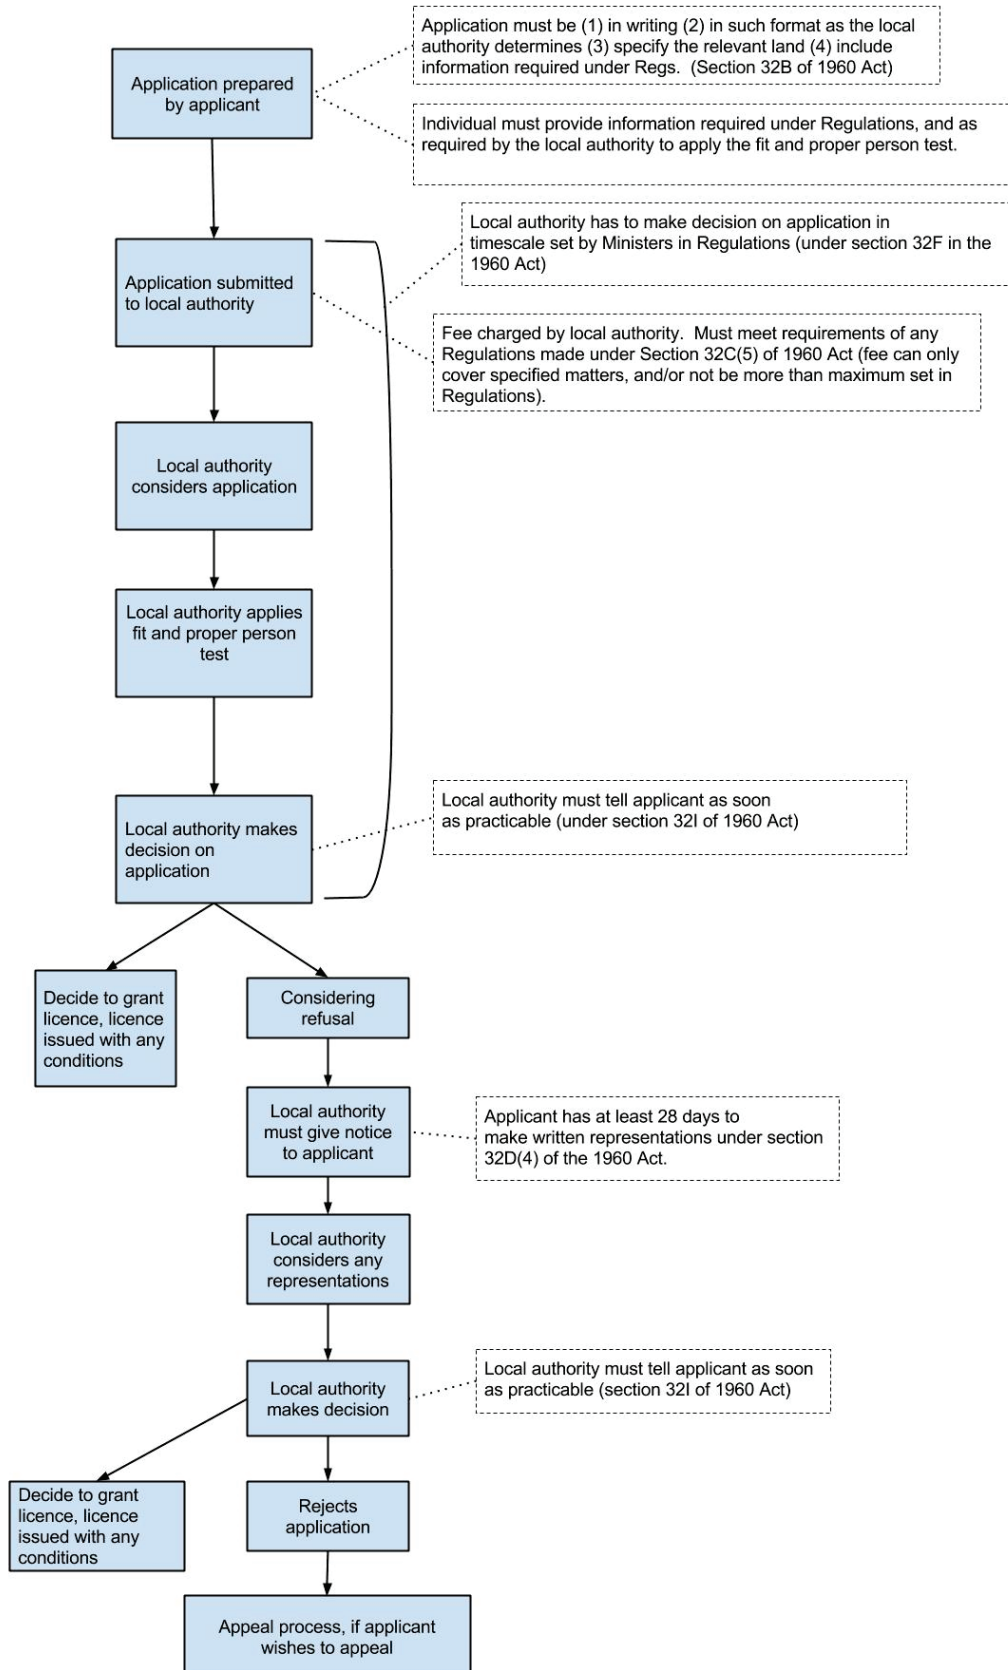 Application must be (1) in writing (2) in such format as the local
authority determines (3) specify the relevant land (4) include
information required under Regs.  (Section 32B of 1960 Act)
Application prepared
by applicant
Individual must provide information required under Regulations, and as
required by the local authority to apply the fit and proper person test.
Local authority has to make decision on application in
timescale set by Ministers in Regulations (under section 32F in the
1960 Act)
Application submitted
to local authority
Fee charged by local authority.  Must meet requirements of any
Regulations made under Section 32C(5) of 1960 Act (fee can only
cover specified matters, and/or not be more than maximum set in
Regulations).
Local authority
considers application
Local authority applies
fit and proper person
test
Local authority must tell applicant as soon
as practicable (under section 32I of 1960 Act)
Local authority makes
decision on
application
Decide to grant
licence, licence
issued with any
conditions
Considering
refusal
Local authority
must give notice
to applicant
Applicant has at least 28 days to
make written representations under section
32D(4) of the 1960 Act.
Local authority
considers any
representations
Local authority must tell applicant as soon
as practicable (section 32I of 1960 Act)
Local authority
makes decision
Decide to grant
licence, licence
issued with any
conditions
Rejects
application
Appeal process, if applicant
wishes to appeal